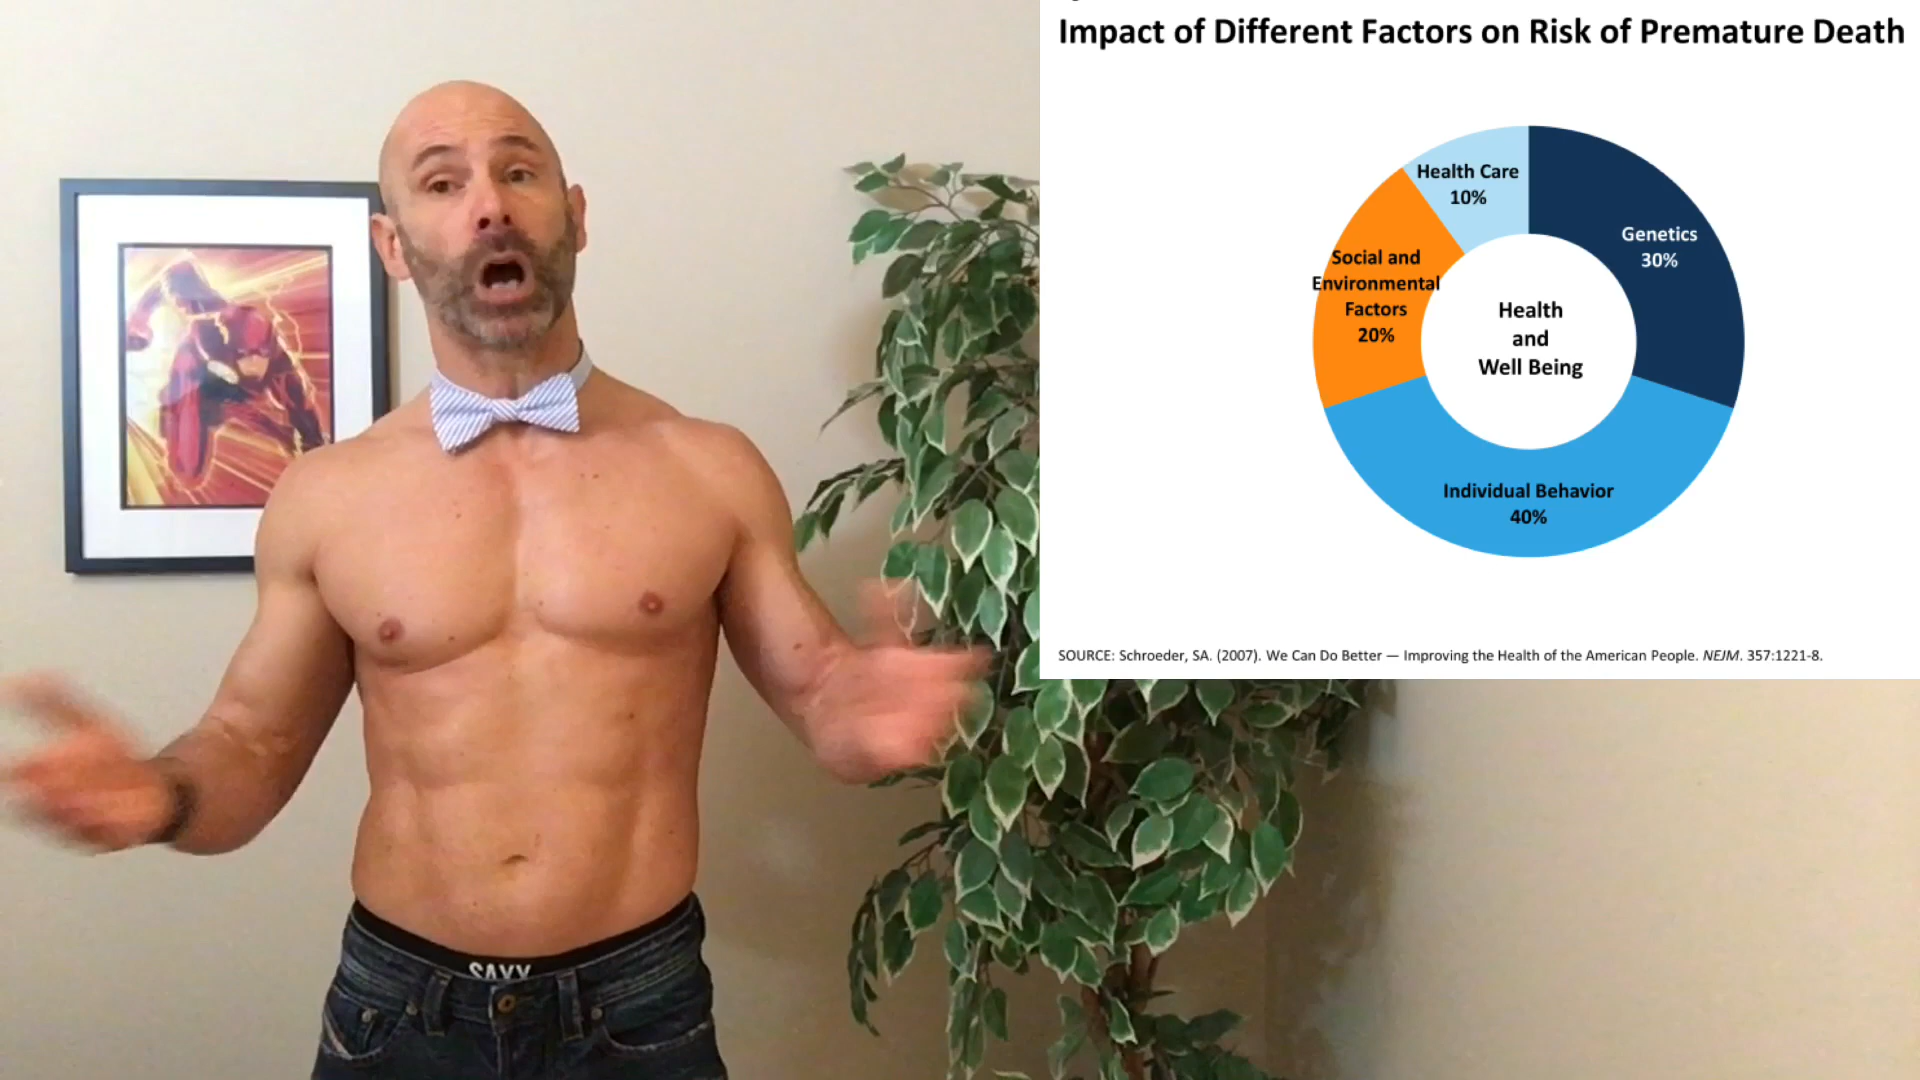 Impact of Different Factors on Risk of Premature Death
Health Care
10%
Genetics
30%
Social and
Environmental
Factors
20%
Health
and
Well Being
Individual Behavior
40%
SOURCE: Schroeder, SA. (2007). We Can Do Better — Improving the Health of the American People. NEJM. 357:1221-8.
SAXX